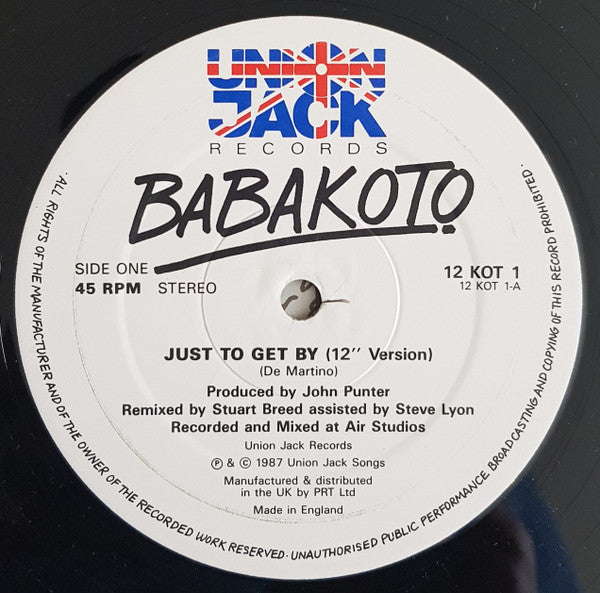 UNION
JACK
RECORDS
BABAKOTO
SIDE ONE
45 RPM STEREO
12 KOT 1
12 KOT 1-A
JUST TO GET BY (12'' Version)
(De Martino)
Produced by John Punter
Remixed by Stuart Breed assisted by Steve Lyon
Recorded and Mixed at Air Studios
Union Jack Records
℗ & © 1987 Union Jack Songs
Manufactured & distributed
in the UK by PRT Ltd
Made in England
·ALL RIGHTS OF THE MANUFACTURER AND OF THE OWNER OF THE RECORDED WORK RESERVED·UNAUTHORISED PUBLIC PERFORMANCE BROADCASTING AND COPYING OF THIS RECORD PROHIBITED·